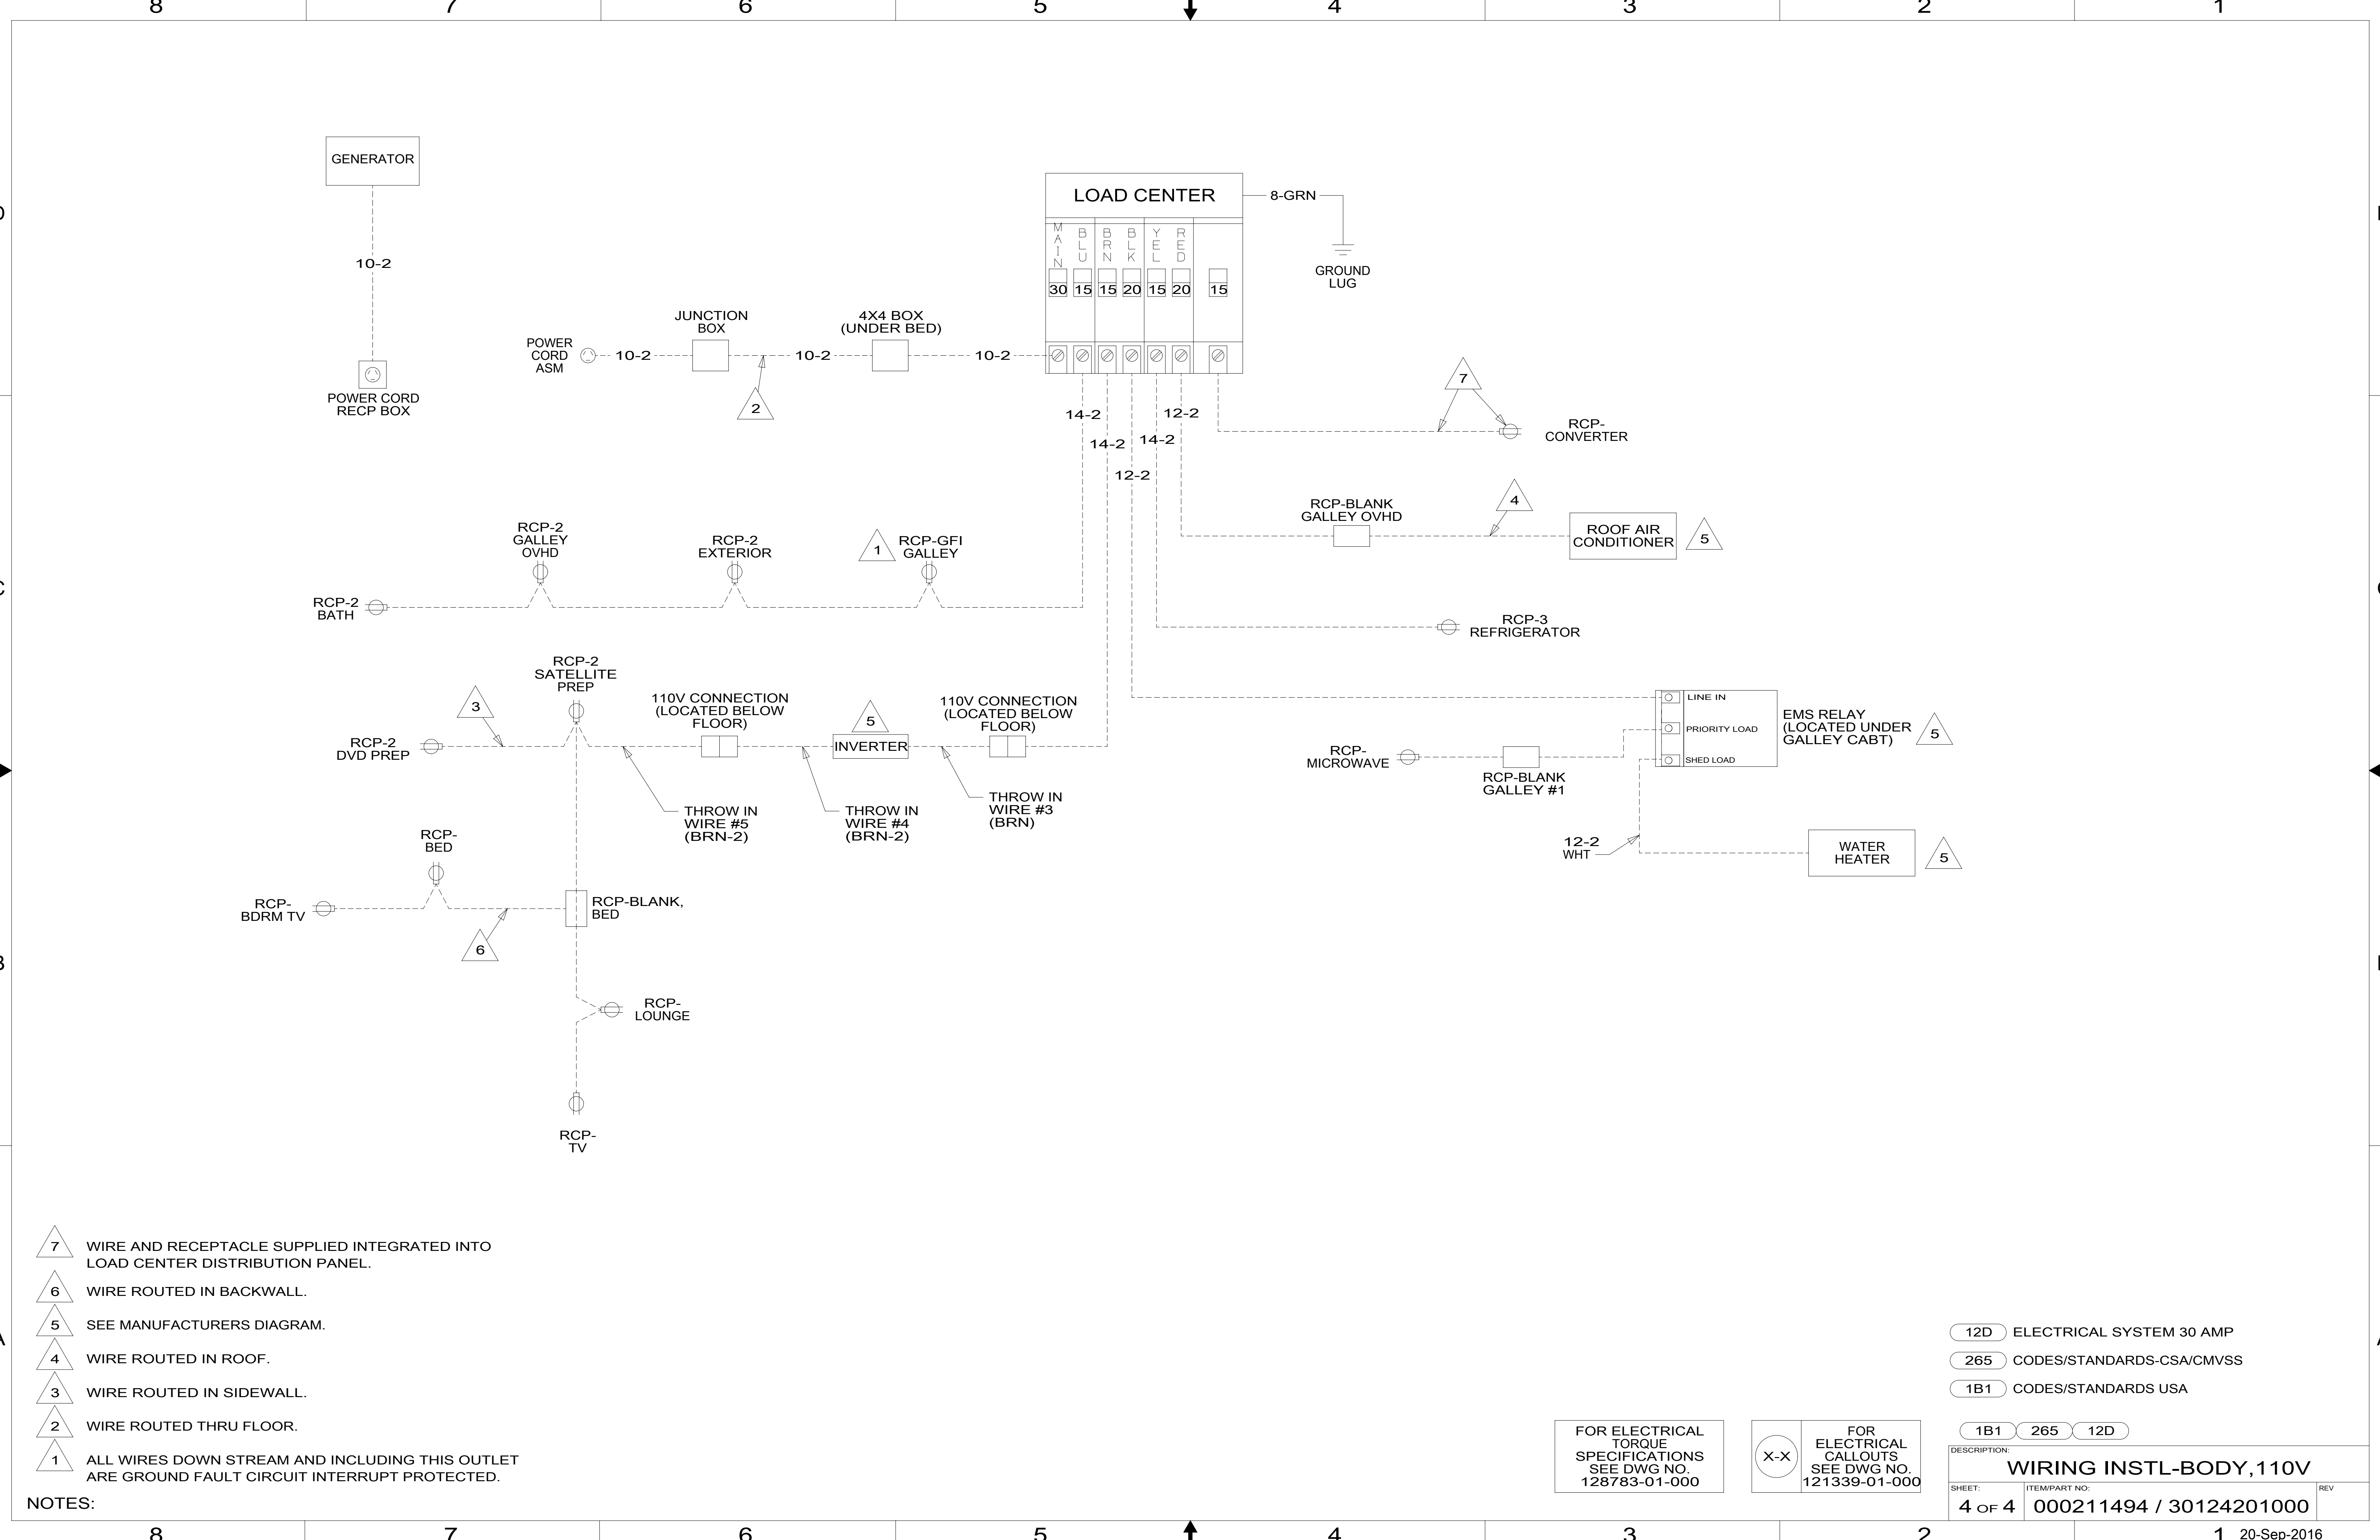 8 7 6 5 4 3 2 1
GENERATOR
10-2
POWER CORD
RECP BOX
POWER
CORD
ASM
10-2
JUNCTION
BOX
10-2
2
4X4 BOX
(UNDER BED)
10-2
LOAD CENTER
MAIN BLU BRN BLK YEL RED
30 15 15 20 15 20 15
8-GRN
GROUND
LUG
14-2
14-2
12-2
14-2
12-2
7
RCP-
CONVERTER
RCP-BLANK
GALLEY OVHD
4
ROOF AIR
CONDITIONER
5
RCP-2
GALLEY
OVHD
RCP-2
EXTERIOR
1
RCP-GFI
GALLEY
RCP-2
BATH
RCP-3
REFRIGERATOR
RCP-2
SATELLITE
PREP
3
RCP-2
DVD PREP
110V CONNECTION
(LOCATED BELOW
FLOOR)
5
INVERTER
110V CONNECTION
(LOCATED BELOW
FLOOR)
THROW IN
WIRE #5
(BRN-2)
THROW IN
WIRE #4
(BRN-2)
THROW IN
WIRE #3
(BRN)
LINE IN
PRIORITY LOAD
SHED LOAD
EMS RELAY
(LOCATED UNDER
GALLEY CABT)
5
RCP-
MICROWAVE
RCP-BLANK
GALLEY #1
12-2
WHT
WATER
HEATER
5
RCP-
BED
RCP-
BDRM TV
6
RCP-BLANK,
BED
RCP-
LOUNGE
RCP-
TV
7 WIRE AND RECEPTACLE SUPPLIED INTEGRATED INTO
LOAD CENTER DISTRIBUTION PANEL.
6 WIRE ROUTED IN BACKWALL.
5 SEE MANUFACTURERS DIAGRAM.
4 WIRE ROUTED IN ROOF.
3 WIRE ROUTED IN SIDEWALL.
2 WIRE ROUTED THRU FLOOR.
1 ALL WIRES DOWN STREAM AND INCLUDING THIS OUTLET
ARE GROUND FAULT CIRCUIT INTERRUPT PROTECTED.
NOTES:
FOR ELECTRICAL
TORQUE
SPECIFICATIONS
SEE DWG NO.
128783-01-000
X-X
FOR
ELECTRICAL
CALLOUTS
SEE DWG NO.
121339-01-000
12D ELECTRICAL SYSTEM 30 AMP
265 CODES/STANDARDS-CSA/CMVSS
1B1 CODES/STANDARDS USA
1B1 265 12D
DESCRIPTION:
WIRING INSTL-BODY,110V
SHEET:
4 OF 4
ITEM/PART NO:
000211494 / 30124201000
REV
8 7 6 5 4 3 2 1
20-Sep-2016